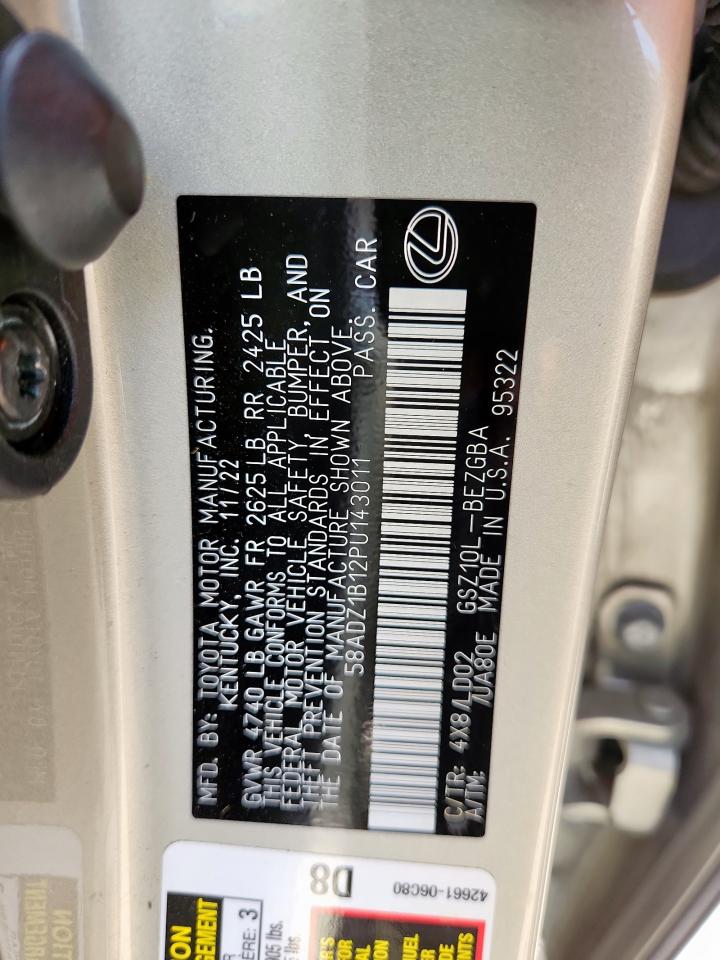 MFD. BY: TOYOTA MOTOR MANUFACTURING.
KENTUCKY, INC. 11/22
GVWR 4740 LB GAWR FR 2625 LB RR 2425 LB
THIS VEHICLE CONFORMS TO ALL APPLICABLE
FEDERAL MOTOR VEHICLE SAFETY, BUMPER, AND
THEFT PREVENTION STANDARDS IN EFFECT ON
THE DATE OF MANUFACTURE SHOWN ABOVE.
58ADZ1B12PU143011 PASS. CAR
C/TR: 4X8/LD02 GSZ10L-BEZGBA
A/TM: /UA80E MADE IN U.S.A. 95322
D8
42661-06C80
3
lbs.
lbs.